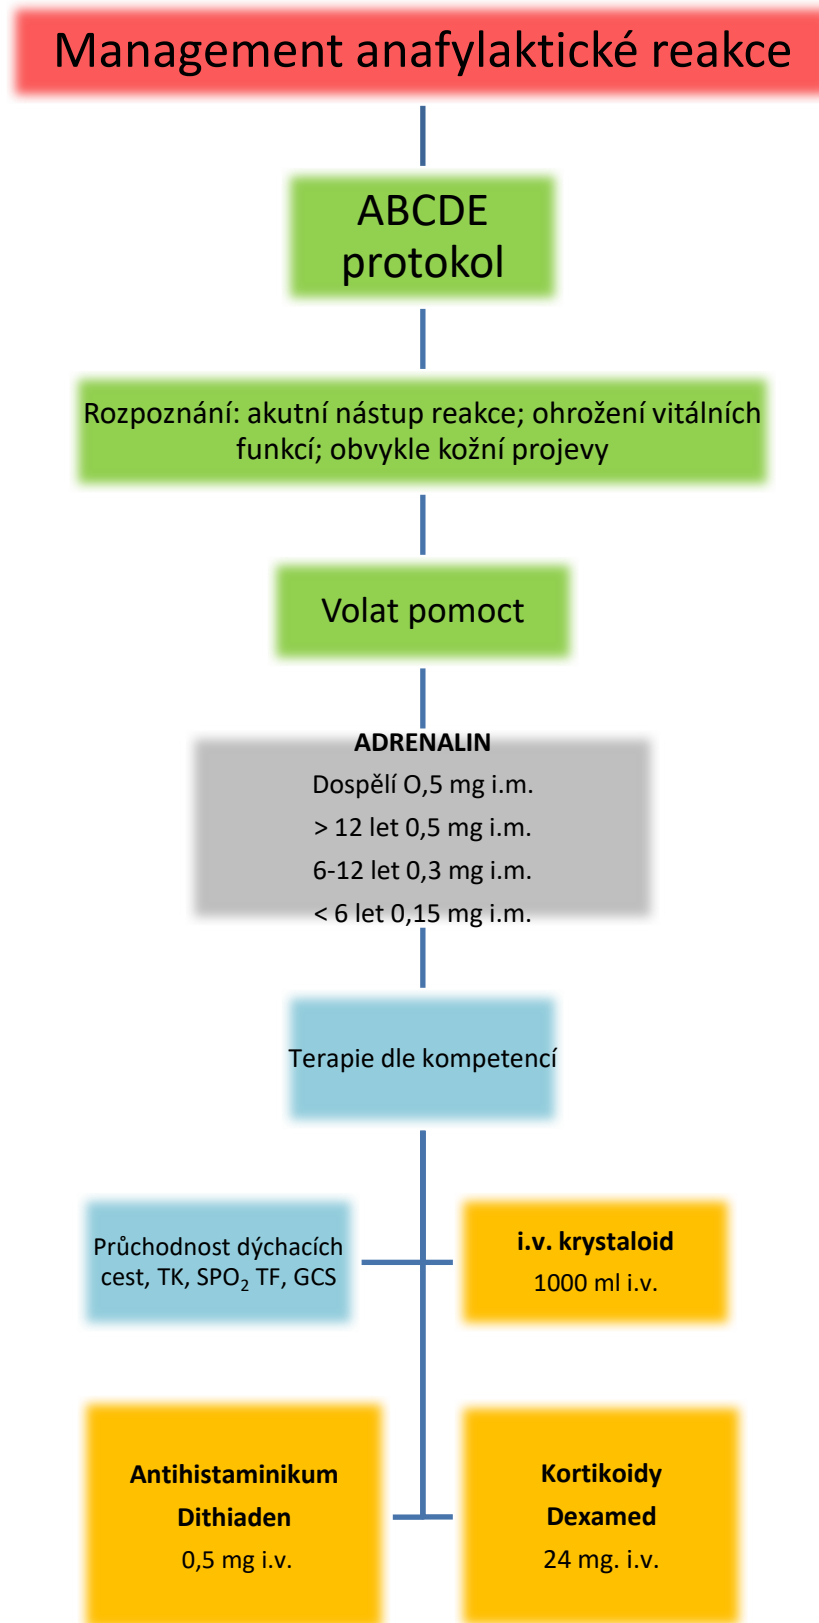 Management anafylaktické reakce
ABCDE
protokol
Rozpoznání: akutní nástup reakce; ohrožení vitálních
funkcí; obvykle kožní projevy
Volat pomoct
ADRENALIN
Dospělí O,5 mg i.m.
> 12 let 0,5 mg i.m.
6-12 let 0,3 mg i.m.
< 6 let 0,15 mg i.m.
Terapie dle kompetencí
Průchodnost dýchacích
cest, TK, SPO₂ TF, GCS
i.v. krystaloid
1000 ml i.v.
Antihistaminikum
Dithiaden
0,5 mg i.v.
Kortikoidy
Dexamed
24 mg. i.v.